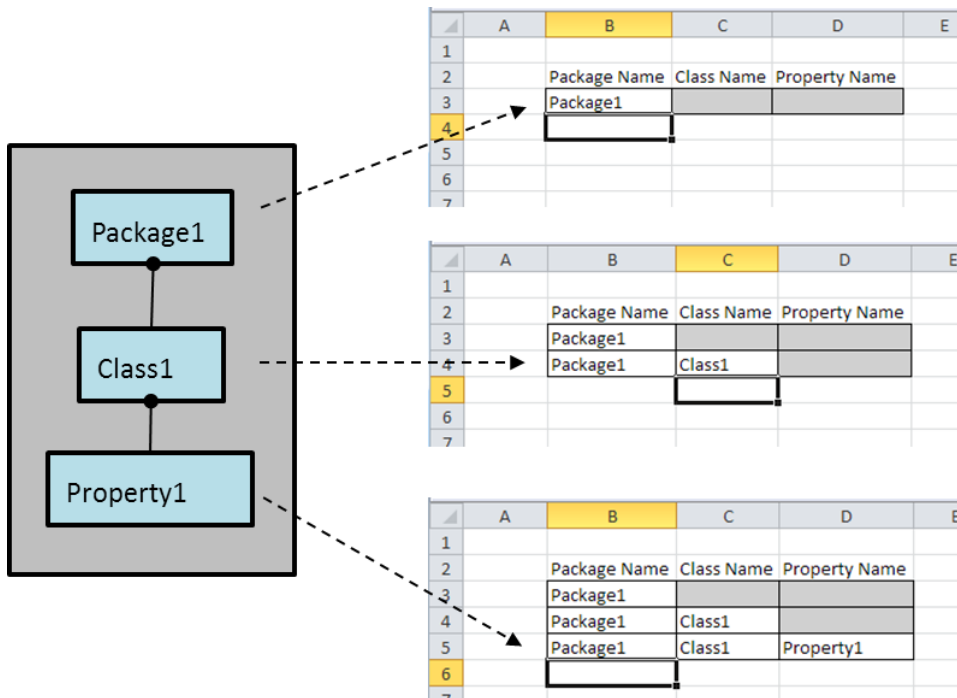 Package1
Class1
Property1
A B C D E
1
2 Package Name Class Name Property Name
3 Package1
4
5
6
7
A B C D E
1
2 Package Name Class Name Property Name
3 Package1
4 Package1 Class1
5
6
7
A B C D E
1
2 Package Name Class Name Property Name
3 Package1
4 Package1 Class1
5 Package1 Class1 Property1
6
7